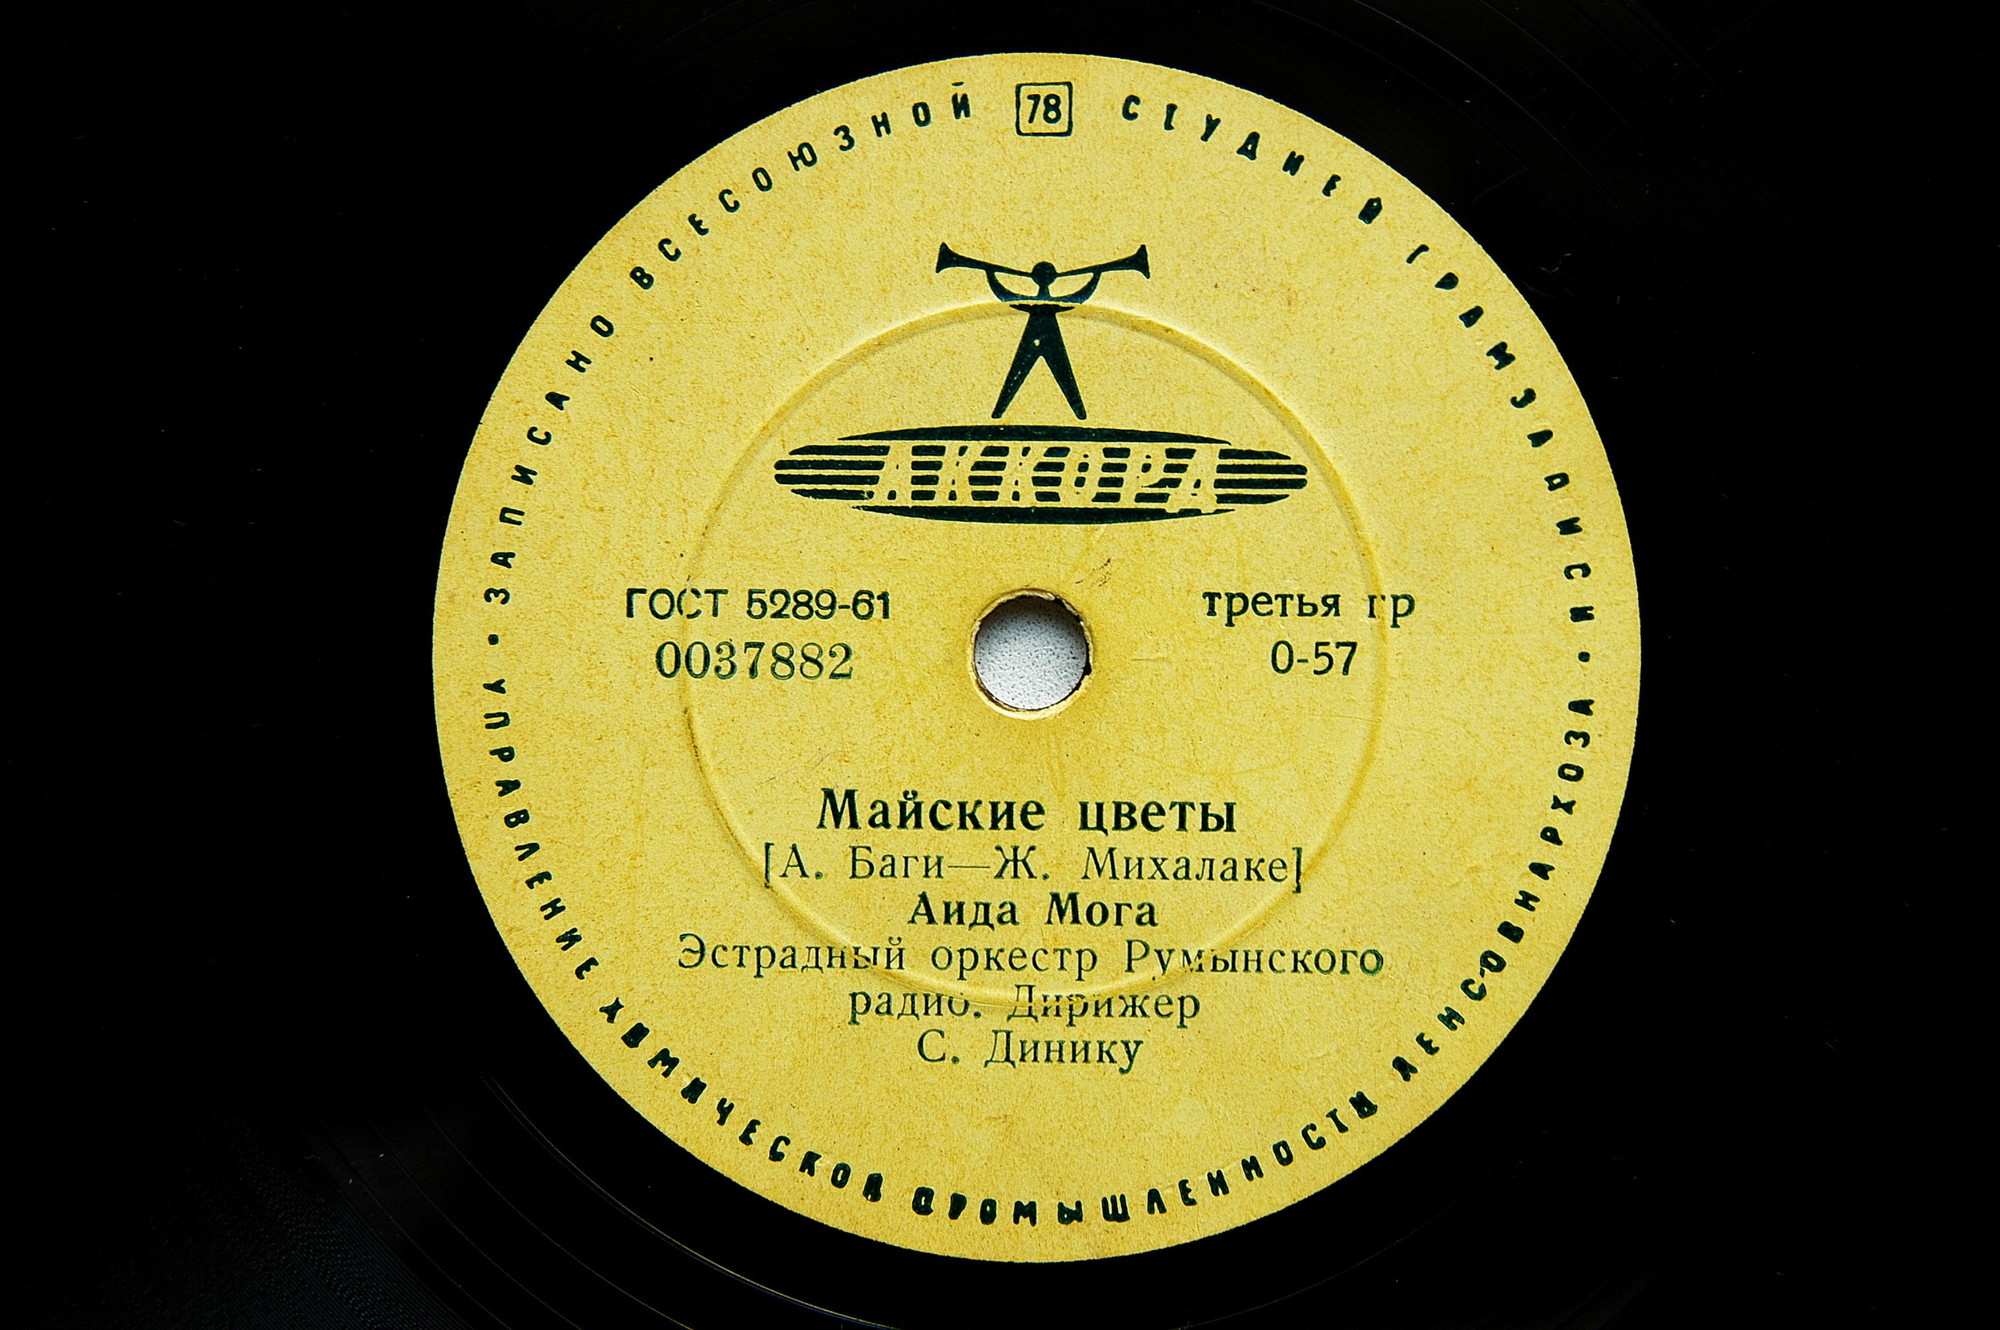 ЗАПИСАНО ВСЕСОЮЗНОЙ 78 СТУДИЕЙ ГРАМЗАПИСИ
АККОРД
ГОСТ 5289-61
0037882
третья гр
0-57
Майские цветы
[А. Баги—Ж. Михалаке]
Аида Мога
Эстрадный оркестр Румынского
радио. Дирижер
С. Динику
УПРАВЛЕНИЕ ХИМИЧЕСКОЙ ПРОМЫШЛЕННОСТИ ЛЕНСОВНАРХОЗА